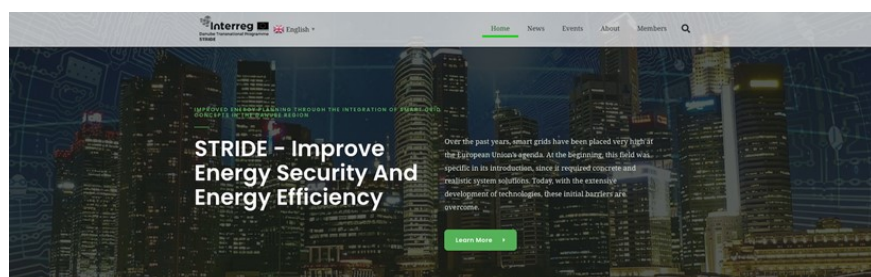 Interreg
Danube Transnational Programme
STRIDE
English
Home
News
Events
About
Members
IMPROVED ENERGY PLANNING THROUGH THE INTEGRATION OF SMART GRID
CONCEPTS IN THE DANUBE REGION
STRIDE - Improve
Energy Security And
Energy Efficiency
Over the past years, smart grids have been placed very high at
the European Union's agenda. At the beginning, this field was
specific in its introduction, since it required concrete and
realistic system solutions. Today, with the extensive
development of technologies, these initial barriers are
overcome.
Learn More